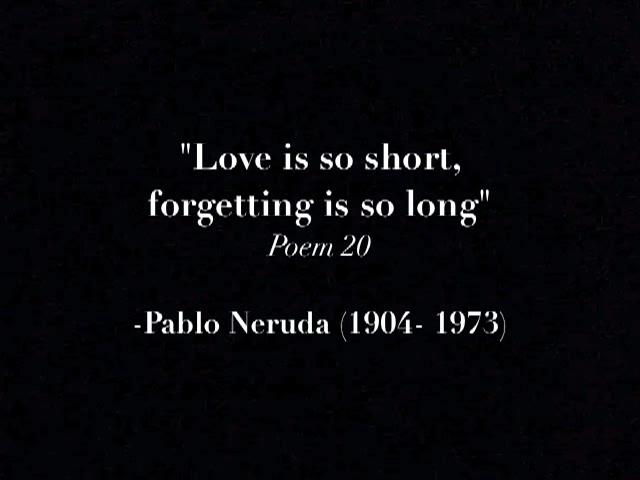 "Love is so short,
forgetting is so long"
Poem 20
-Pablo Neruda (1904- 1973)